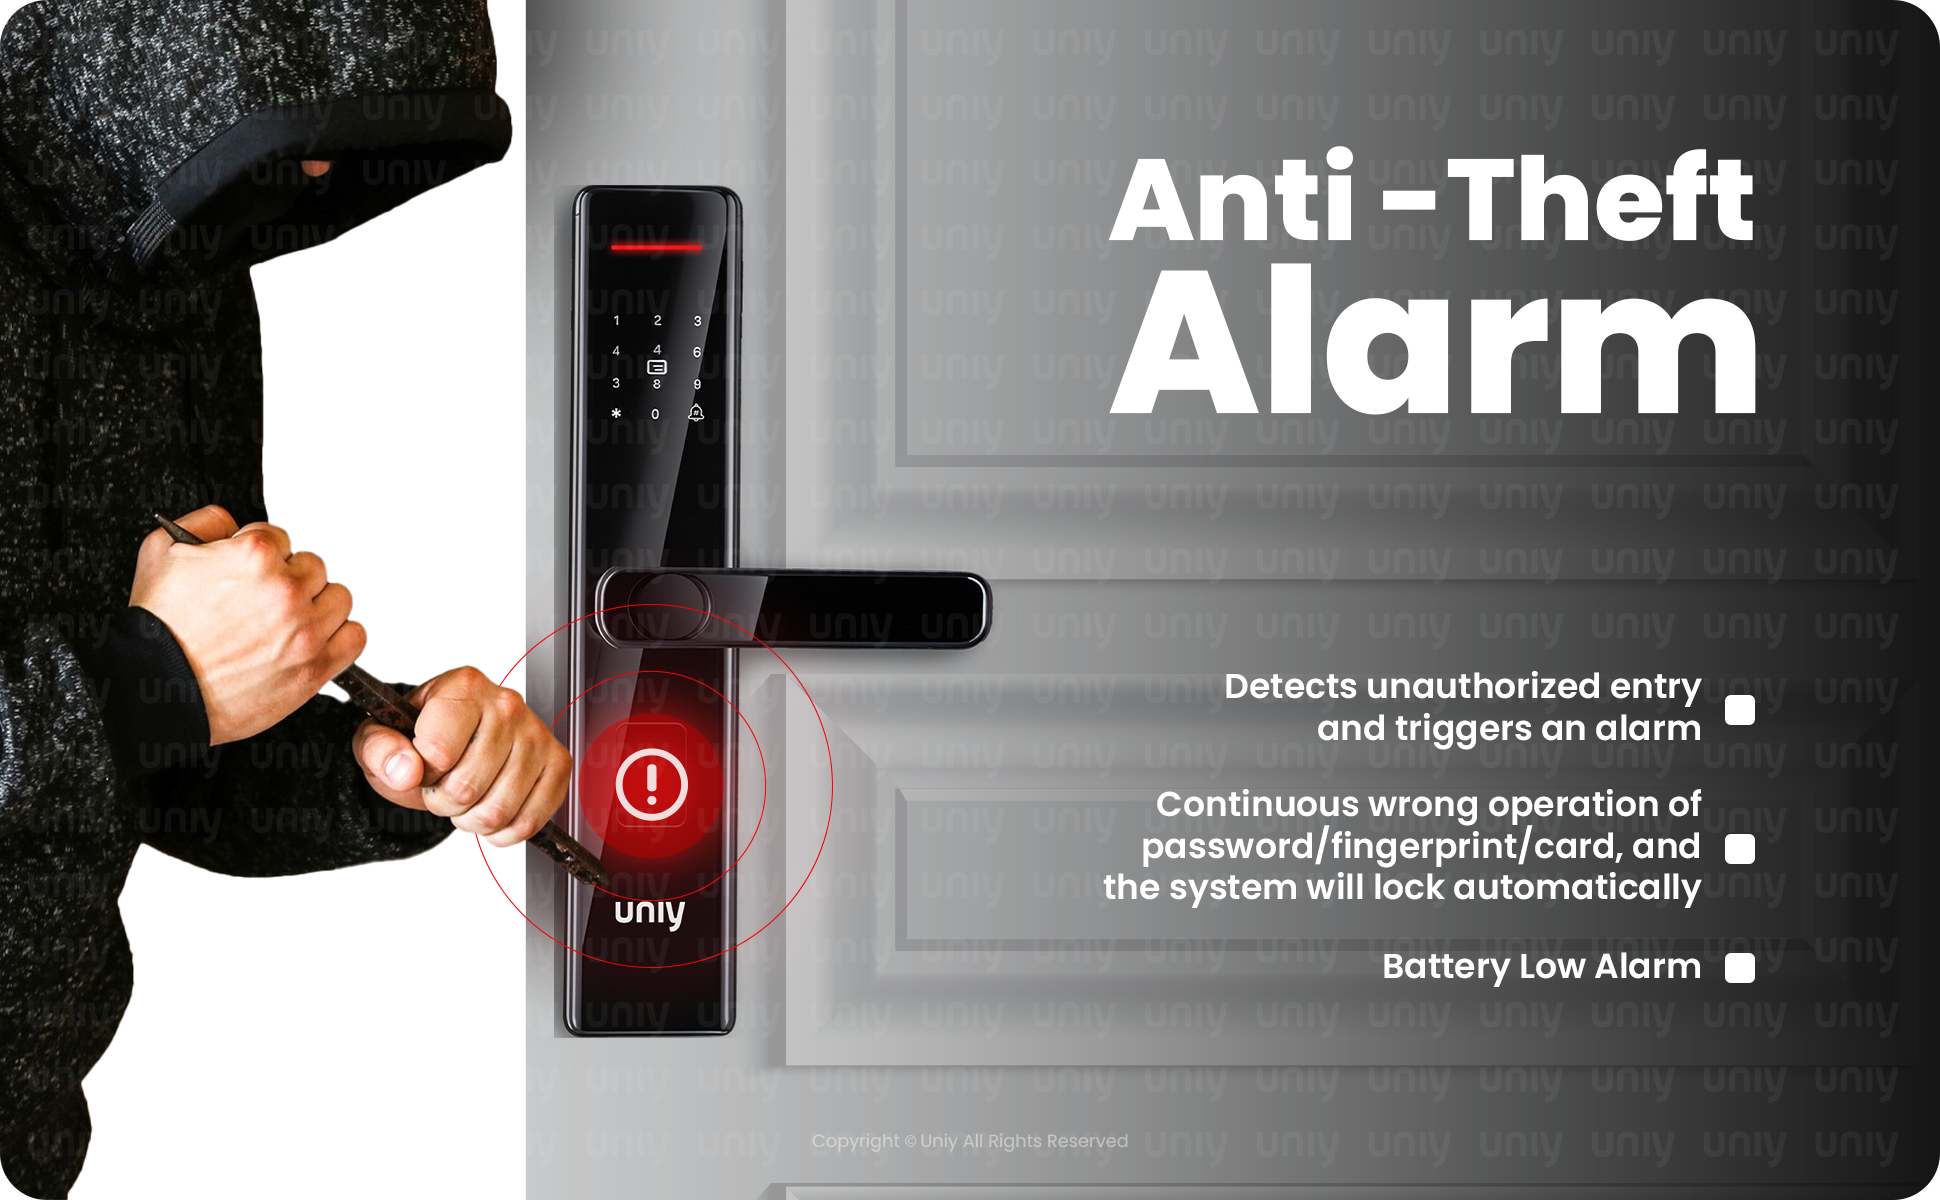 Anti -Theft
Alarm
1 2 3
4 4 6
3 8 9
* 0 #
Detects unauthorized entry
and triggers an alarm
Continuous wrong operation of
password/fingerprint/card, and
the system will lock automatically
Battery Low Alarm
uniy
Copyright © Uniy All Rights Reserved